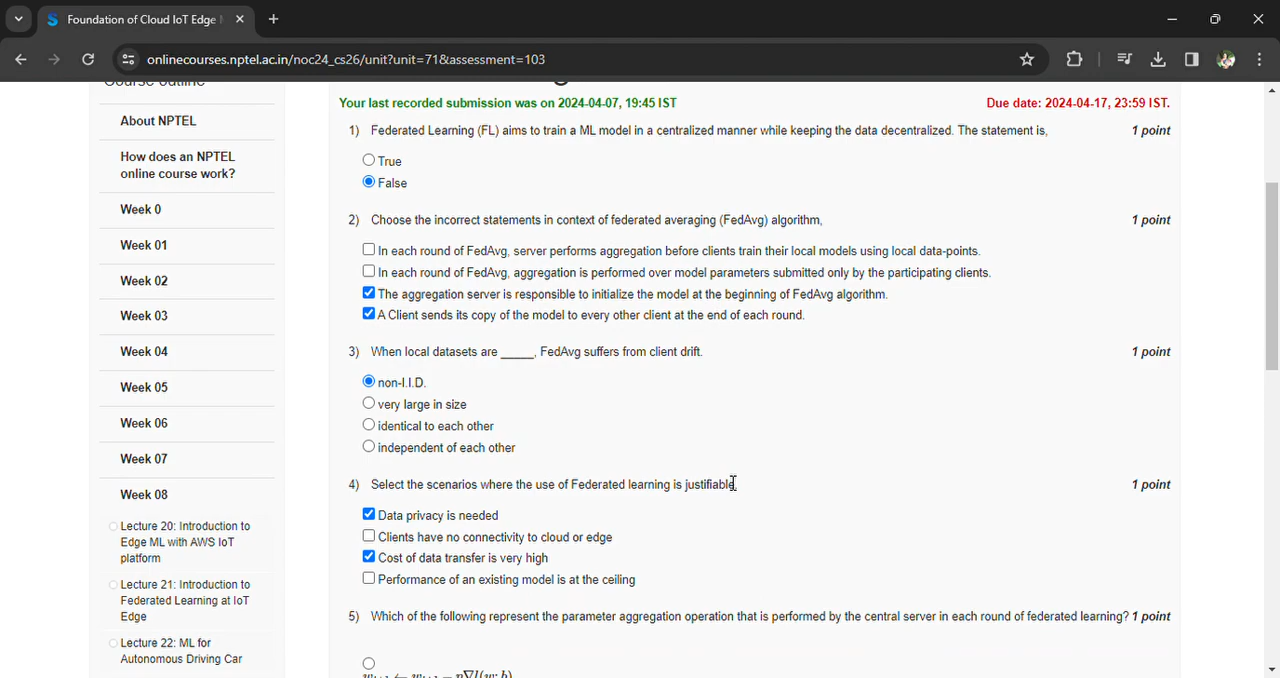 Foundation of Cloud IoT Edge
onlinecourses.nptel.ac.in/noc24_cs26/unit?unit=71&assessment=103
Course outline
About NPTEL
How does an NPTEL
online course work?
Week 0
Week 01
Week 02
Week 03
Week 04
Week 05
Week 06
Week 07
Week 08
Lecture 20: Introduction to
Edge ML with AWS IoT
platform
Lecture 21: Introduction to
Federated Learning at IoT
Edge
Lecture 22: ML for
Autonomous Driving Car
Your last recorded submission was on 2024-04-07, 19:45 IST
Due date: 2024-04-17, 23:59 IST.
1) Federated Learning (FL) aims to train a ML model in a centralized manner while keeping the data decentralized. The statement is, 1 point
True
False
2) Choose the incorrect statements in context of federated averaging (FedAvg) algorithm, 1 point
In each round of FedAvg, server performs aggregation before clients train their local models using local data-points.
In each round of FedAvg, aggregation is performed over model parameters submitted only by the participating clients.
The aggregation server is responsible to initialize the model at the beginning of FedAvg algorithm.
A Client sends its copy of the model to every other client at the end of each round.
3) When local datasets are _____, FedAvg suffers from client drift. 1 point
non-I.I.D.
very large in size
identical to each other
independent of each other
4) Select the scenarios where the use of Federated learning is justifiable 1 point
Data privacy is needed
Clients have no connectivity to cloud or edge
Cost of data transfer is very high
Performance of an existing model is at the ceiling
5) Which of the following represent the parameter aggregation operation that is performed by the central server in each round of federated learning? 1 point